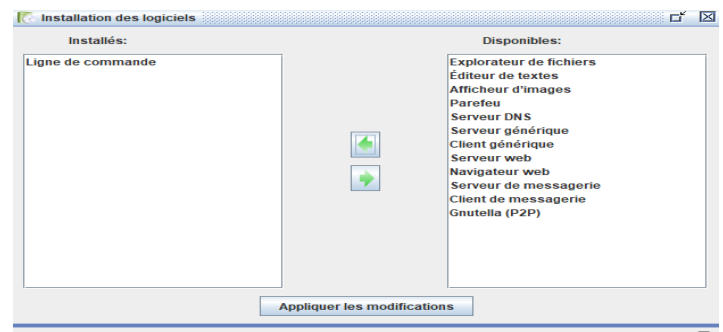 Installation des logiciels
Installés:
Ligne de commande
Disponibles:
Explorateur de fichiers
Éditeur de textes
Afficheur d'images
Parefeu
Serveur DNS
Serveur générique
Client générique
Serveur web
Navigateur web
Serveur de messagerie
Client de messagerie
Gnutella (P2P)
Appliquer les modifications